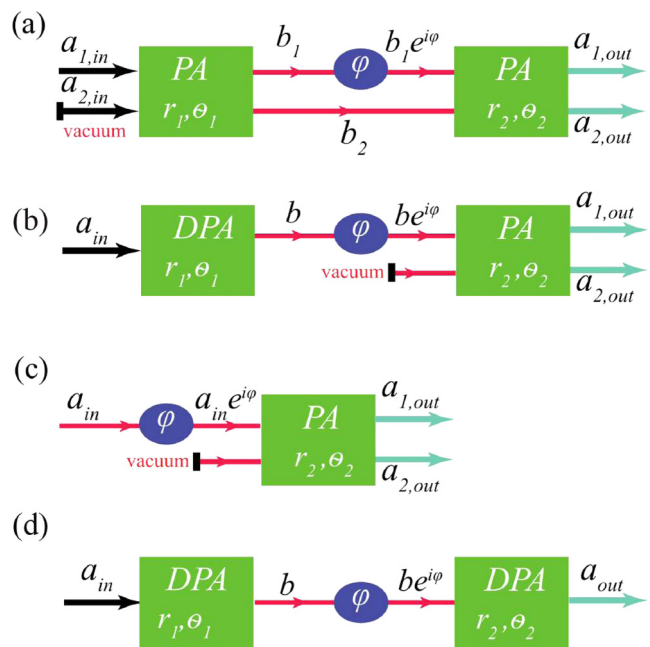 (a)
a1,in
PA
b1
φ
b1e^iφ
PA
a1,out
a2,in
vacuum
r1,θ1
b2
r2,θ2
a2,out
(b)
ain
DPA
b
φ
be^iφ
PA
a1,out
r1,θ1
vacuum
r2,θ2
a2,out
(c)
ain
φ
ain e^iφ
PA
a1,out
vacuum
r2,θ2
a2,out
(d)
ain
DPA
b
φ
be^iφ
DPA
aout
r1,θ1
r2,θ2